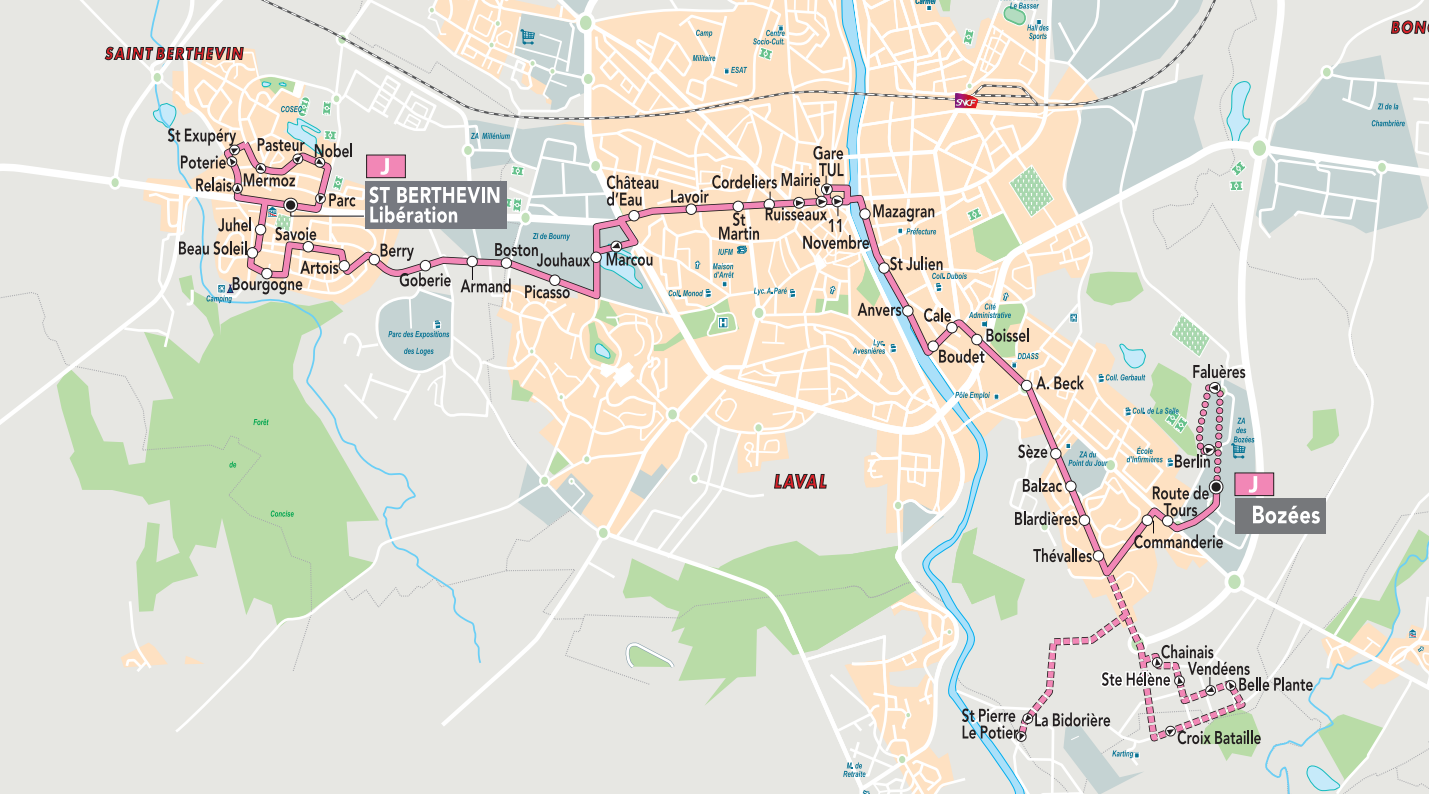 Carmel
Le Basser
BONC
Camp
Militaire
Centre
Socio-Cult.
Hall des
Sports
SAINT BERTHEVIN
ESAT
SNCF
COSEC
ZI de la
Chambrière
ZA Millénium
St Exupéry
Pasteur
Nobel
Poterie
Mermoz
Relais
Parc
J
ST BERTHEVIN
Libération
Gare
TUL
Château
d'Eau
Lavoir
Cordeliers
Mairie
St
Martin
Ruisseaux
11
Novembre
Mazagran
Préfecture
Juhel
Savoie
Beau Soleil
Artois
Bourgogne
Berry
Goberie
Armand
Boston
Picasso
Jouhaux
ZI de Bourny
Marcou
IUFM
Maison
d'Arrêt
Coll. Monod
Lyc. A. Paré
St Julien
Coll. Dubois
Camping
Parc des Expositions
des Loges
Anvers
Cale
Cité
Administrative
Boissel
Boudet
DDASS
Lyc.
Avesnières
Pôle Emploi
A. Beck
Coll. Gerbault
Coll. de La Salle
Faluères
ZA
des
Bozées
Forêt
de
Concise
Sèze
ZA du
Point du Jour
École
d'Infirmières
Berlin
LAVAL
Balzac
Route de
Tours
J
Bozées
Blardières
Commanderie
Thévalles
Chainais
Vendéens
Ste Hélène
Belle Plante
St Pierre
Le Potier
La Bidorière
Croix Bataille
Karting
M. de
Retraite